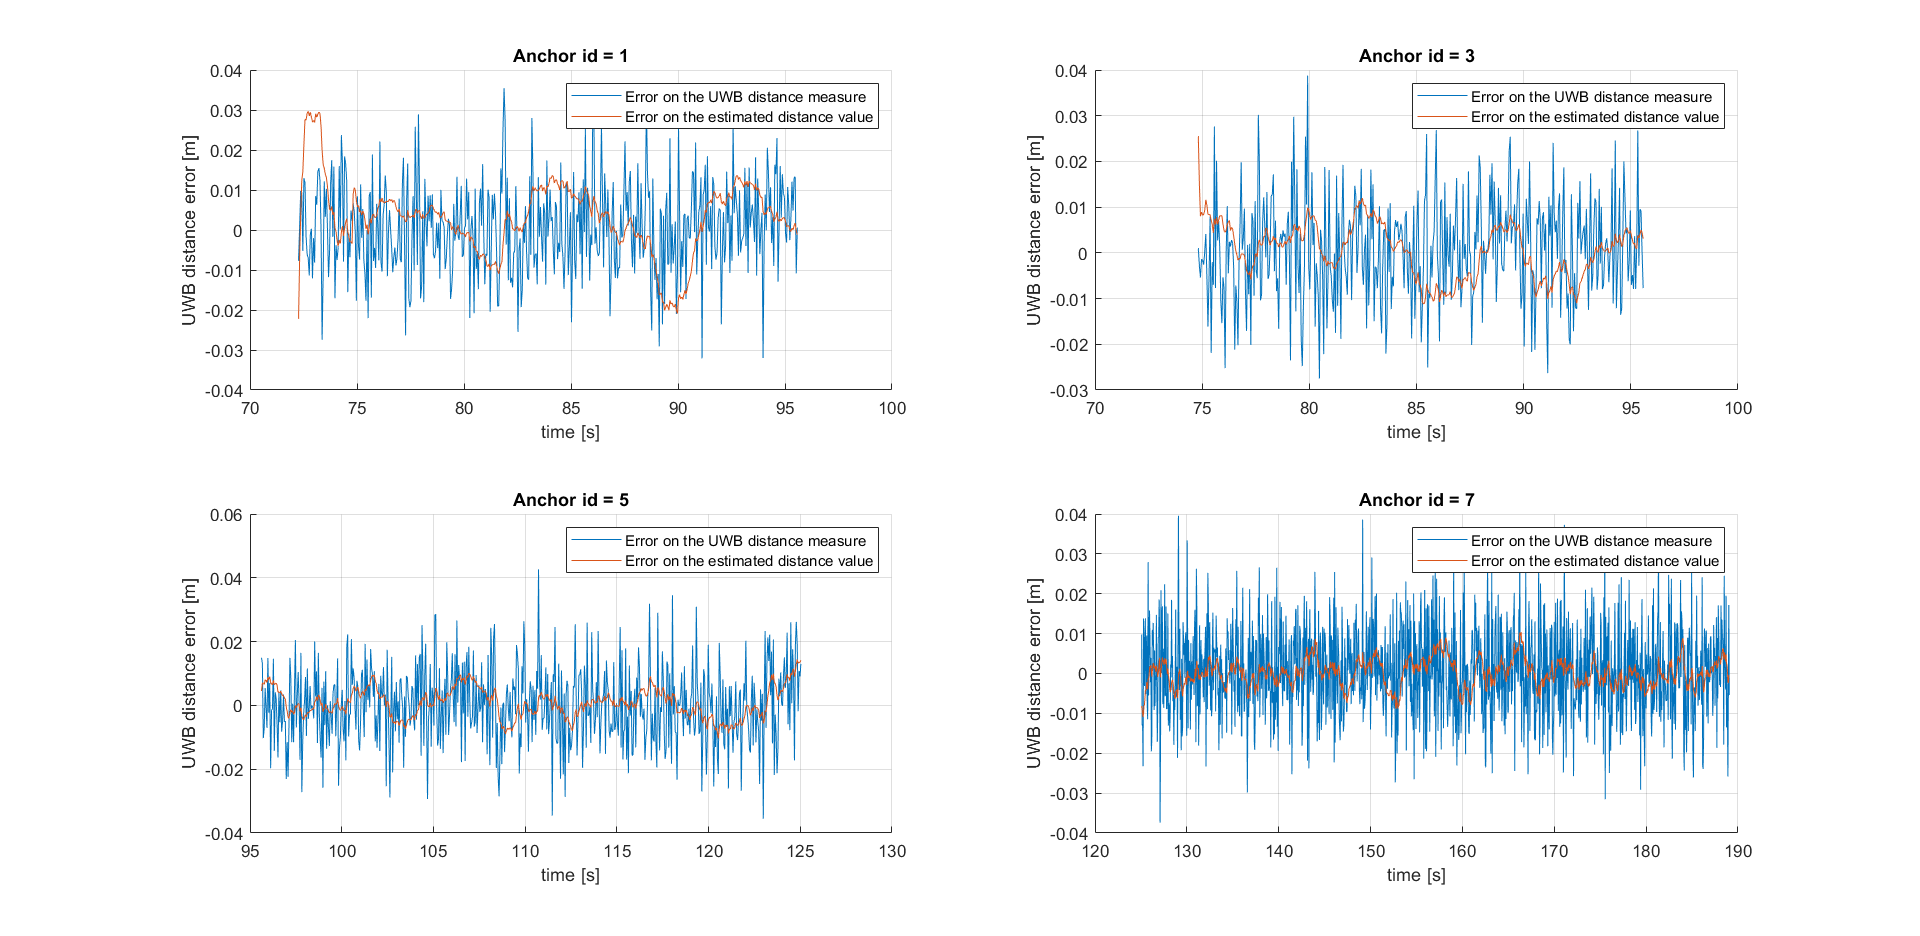 Anchor id = 1
0.04
0.03
0.02
0.01
0
-0.01
-0.02
-0.03
-0.04
UWB distance error [m]
Error on the UWB distance measure
Error on the estimated distance value
70 75 80 85 90 95 100
time [s]
Anchor id = 3
0.04
0.03
0.02
0.01
0
-0.01
-0.02
-0.03
UWB distance error [m]
Error on the UWB distance measure
Error on the estimated distance value
70 75 80 85 90 95 100
time [s]
Anchor id = 5
0.06
0.04
0.02
0
-0.02
-0.04
UWB distance error [m]
Error on the UWB distance measure
Error on the estimated distance value
95 100 105 110 115 120 125 130
time [s]
Anchor id = 7
0.04
0.03
0.02
0.01
0
-0.01
-0.02
-0.03
-0.04
UWB distance error [m]
Error on the UWB distance measure
Error on the estimated distance value
120 130 140 150 160 170 180 190
time [s]